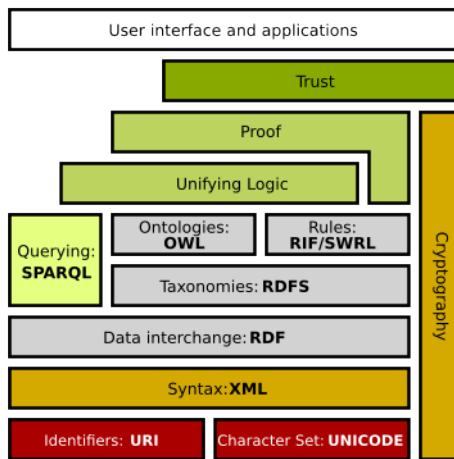 User interface and applications
Trust
Proof
Unifying Logic
Querying:
SPARQL
Ontologies:
OWL
Rules:
RIF/SWRL
Taxonomies: RDFS
Data interchange: RDF
Syntax: XML
Identifiers: URI
Character Set: UNICODE
Cryptography